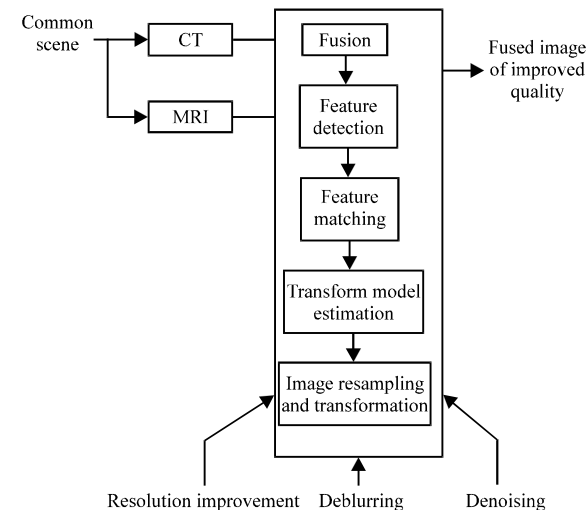 Common
scene
CT
MRI
Fusion
Feature
detection
Feature
matching
Transform model
estimation
Image resampling
and transformation
Fused image
of improved
quality
Resolution improvement
Deblurring
Denoising